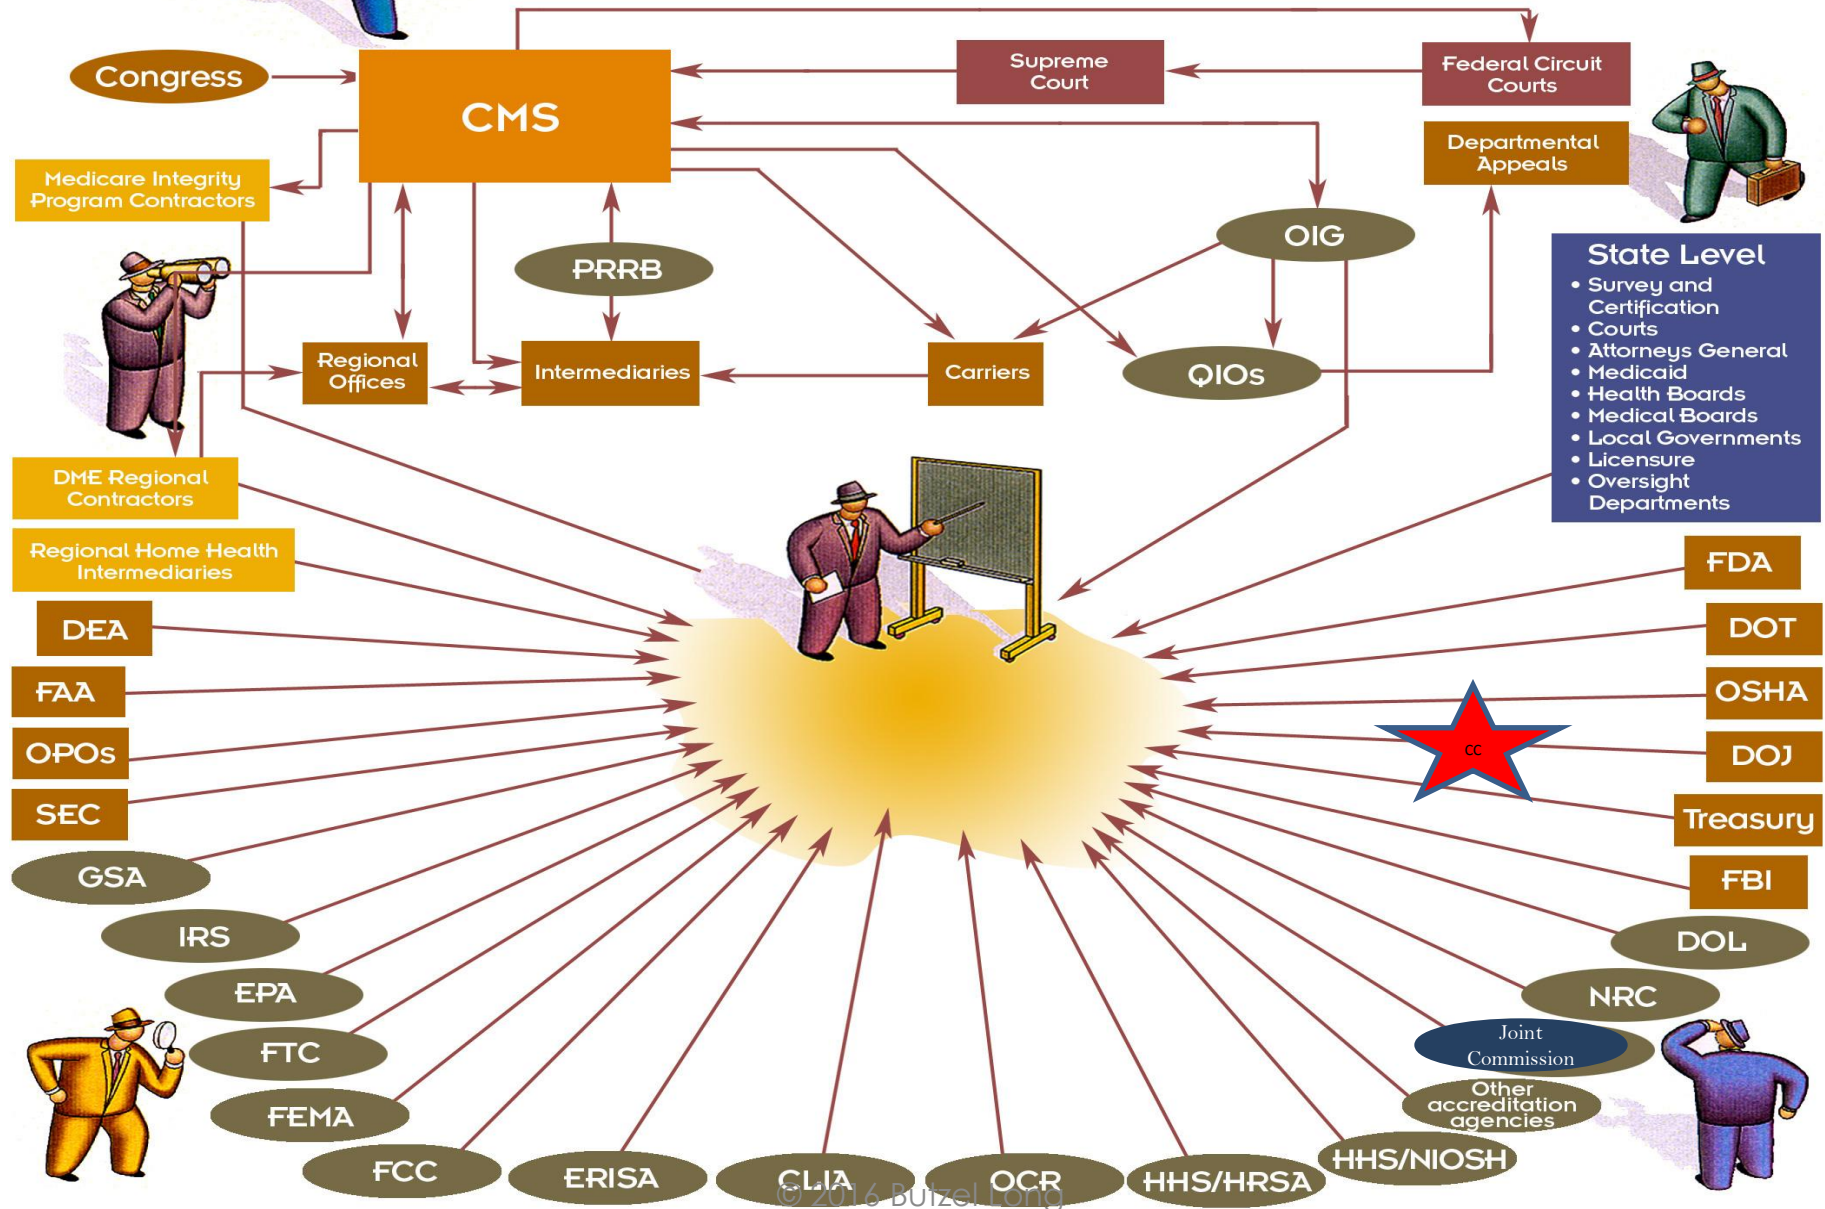 Congress
CMS
Supreme
Court
Federal Circuit
Courts
Departmental
Appeals
Medicare Integrity
Program Contractors
OIG
PRRB
State Level
• Survey and
Certification
• Courts
• Attorneys General
• Medicaid
• Health Boards
• Medical Boards
• Local Governments
• Licensure
• Oversight
Departments
Regional
Offices
Intermediaries
Carriers
QIOs
DME Regional
Contractors
Regional Home Health
Intermediaries
FDA
DEA
DOT
FAA
OSHA
OPOs
CC
DOJ
SEC
Treasury
GSA
FBI
IRS
DOL
EPA
NRC
FTC
Joint
Commission
FEMA
Other
accreditation
agencies
FCC
ERISA
CLIA
OCR
HHS/HRSA
HHS/NIOSH
© 2016 Butzel Long